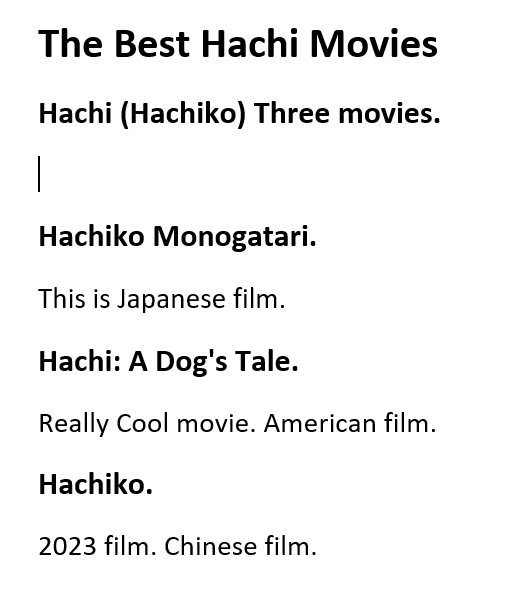 The Best Hachi Movies
Hachi (Hachiko) Three movies.
Hachiko Monogatari.
This is Japanese film.
Hachi: A Dog's Tale.
Really Cool movie. American film.
Hachiko.
2023 film. Chinese film.